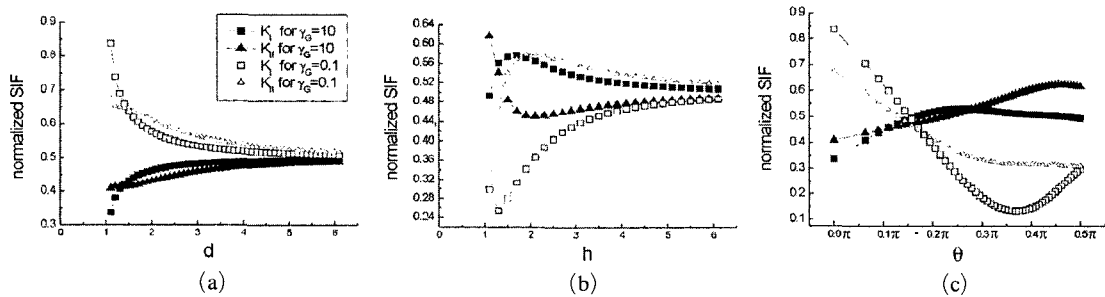 normalized SIF
0.9
0.8
0.7
0.6
0.5
0.4
0.3
0 1 2 3 4 5 6
d
(a)
K_I for γ_G=10
K_II for γ_G=10
K_I for γ_G=0.1
K_II for γ_G=0.1
normalized SIF
0.64
0.60
0.56
0.52
0.48
0.44
0.40
0.36
0.32
0.28
0.24
0 1 2 3 4 5 6
h
(b)
normalized SIF
0.9
0.8
0.7
0.6
0.5
0.4
0.3
0.2
0.1
0.0π 0.1π - 0.2π 0.3π 0.4π 0.5π
θ
(c)